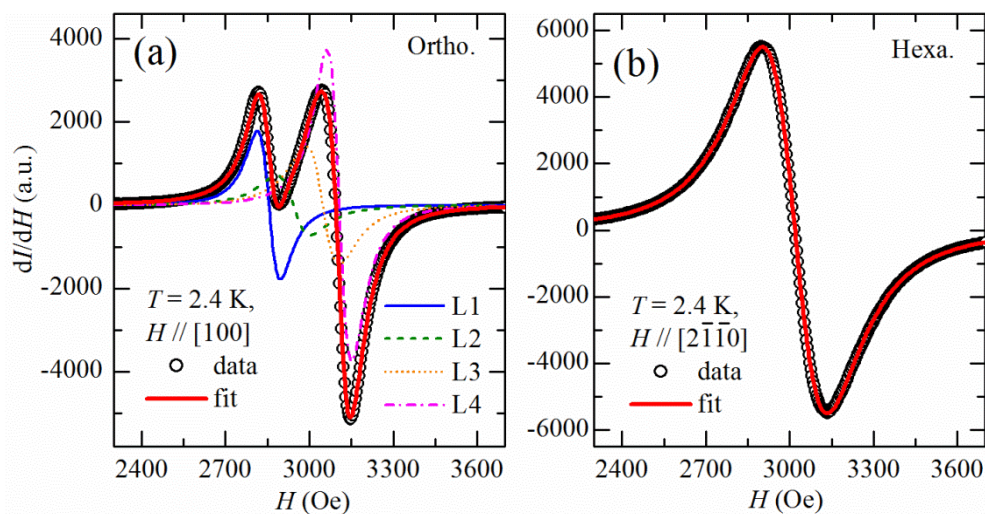 (a)
Ortho.
4000
2000
0
-2000
-4000
dI/dH (a.u.)
T = 2.4 K,
H // [100]
data
fit
L1
L2
L3
L4
2400 2700 3000 3300 3600
H (Oe)
(b)
Hexa.
6000
4000
2000
0
-2000
-4000
-6000
T = 2.4 K,
H // [21̄1̄0]
data
fit
2400 2700 3000 3300 3600
H (Oe)